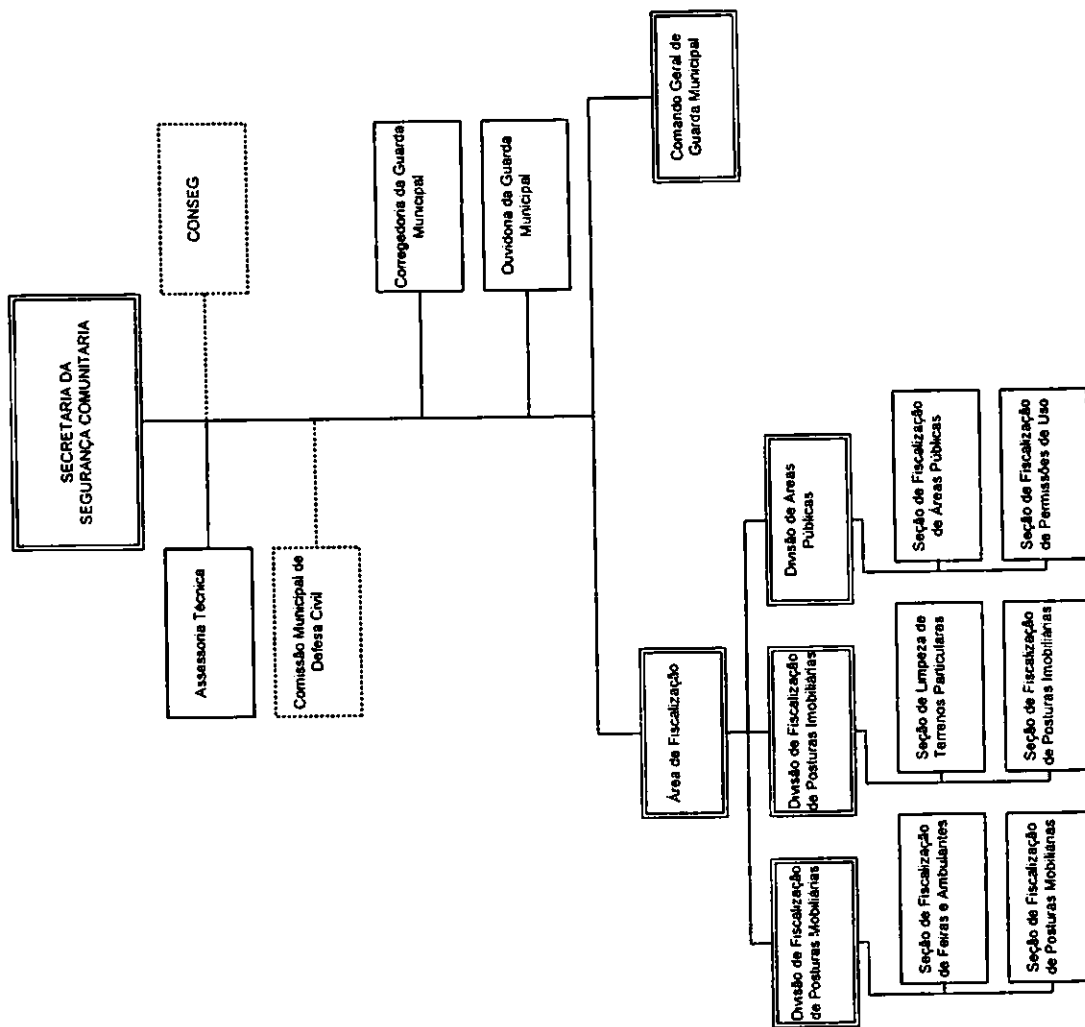 SECRETARIA DA
SEGURANÇA COMUNITARIA
Assessoria Técnica
CONSEG
Comissão Municipal de
Defesa Civil
Corregedoria da Guarda
Municipal
Ouvidoria da Guarda
Municipal
Área de Fiscalização
Comando Geral de
Guarda Municipal
Divisão de Fiscalização
de Posturas Mobiliárias
Divisão de Fiscalização
de Posturas Imobiliárias
Divisão de Áreas
Públicas
Seção de Fiscalização
de Feiras e Ambulantes
Seção de Limpeza de
Terrenos Particulares
Seção de Fiscalização
de Áreas Públicas
Seção de Fiscalização
de Posturas Mobiliárias
Seção de Fiscalização
de Posturas Imobiliárias
Seção de Fiscalização
de Permissões de Uso